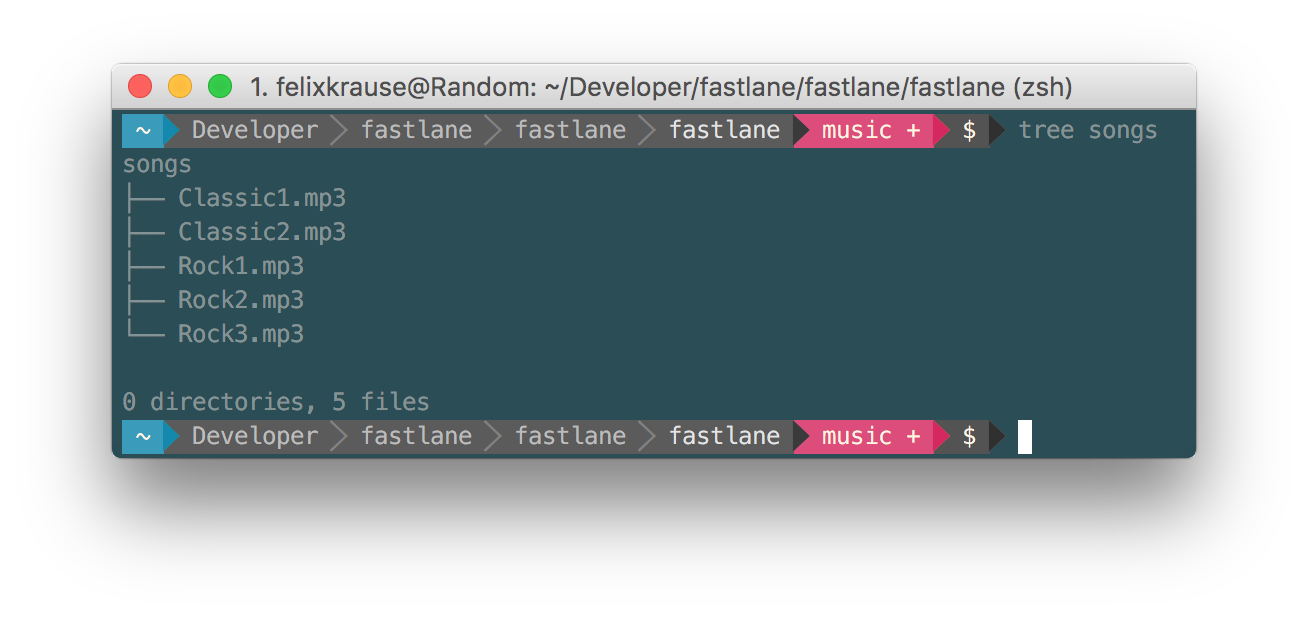 1. felixkrause@Random: ~/Developer/fastlane/fastlane/fastlane (zsh)
~ Developer fastlane fastlane fastlane music + $ tree songs
songs
├── Classic1.mp3
├── Classic2.mp3
├── Rock1.mp3
├── Rock2.mp3
└── Rock3.mp3
0 directories, 5 files
~ Developer fastlane fastlane fastlane music + $